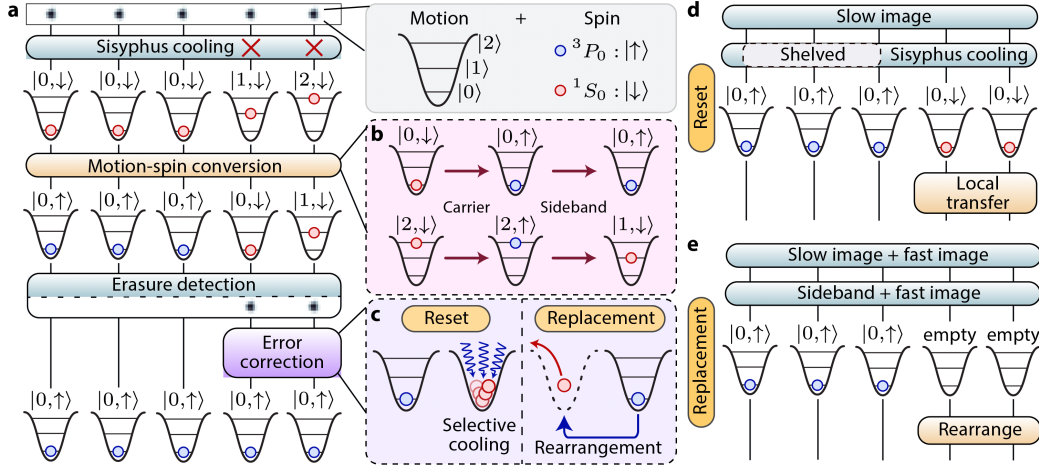 a
Sisyphus cooling
|0,↓⟩ |0,↓⟩ |0,↓⟩ |1,↓⟩ |2,↓⟩
Motion-spin conversion
|0,↑⟩ |0,↑⟩ |0,↑⟩ |0,↓⟩ |1,↓⟩
Erasure detection
Error
correction
|0,↑⟩ |0,↑⟩ |0,↑⟩ |0,↑⟩ |0,↑⟩
Motion + Spin
|2⟩
|1⟩
|0⟩
³P₀ : |↑⟩
¹S₀ : |↓⟩
b
|0,↓⟩ |0,↑⟩ |0,↑⟩
Carrier Sideband
|2,↓⟩ |2,↑⟩ |1,↓⟩
c
Reset
Selective
cooling
Replacement
Rearrangement
d
Reset
Slow image
Shelved Sisyphus cooling
|0,↑⟩ |0,↑⟩ |0,↑⟩ |0,↓⟩ |0,↓⟩
Local
transfer
e
Replacement
Slow image + fast image
Sideband + fast image
|0,↑⟩ |0,↑⟩ |0,↑⟩ empty empty
Rearrange